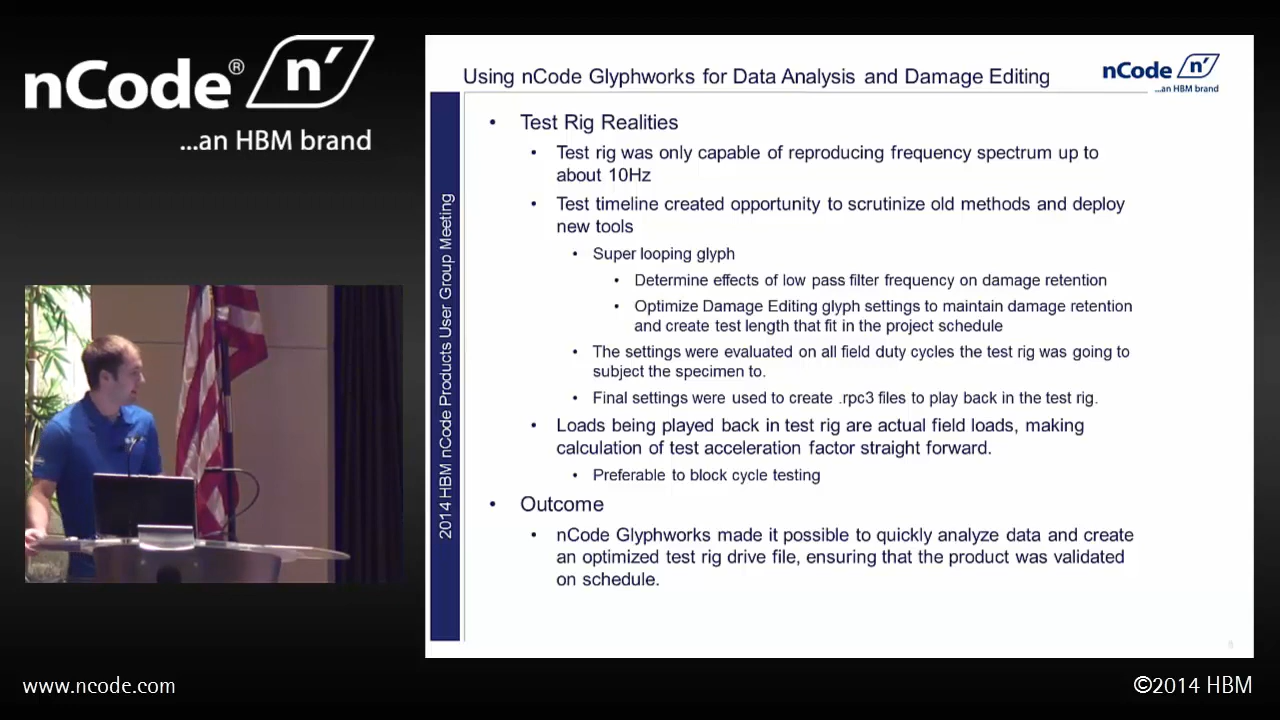 nCode® n'
...an HBM brand
Using nCode Glyphworks for Data Analysis and Damage Editing
nCode n'
...an HBM brand
2014 HBM nCode Products User Group Meeting
• Test Rig Realities
• Test rig was only capable of reproducing frequency spectrum up to
about 10Hz
• Test timeline created opportunity to scrutinize old methods and deploy
new tools
• Super looping glyph
• Determine effects of low pass filter frequency on damage retention
• Optimize Damage Editing glyph settings to maintain damage retention
and create test length that fit in the project schedule
• The settings were evaluated on all field duty cycles the test rig was going to
subject the specimen to.
• Final settings were used to create .rpc3 files to play back in the test rig.
• Loads being played back in test rig are actual field loads, making
calculation of test acceleration factor straight forward.
• Preferable to block cycle testing
• Outcome
• nCode Glyphworks made it possible to quickly analyze data and create
an optimized test rig drive file, ensuring that the product was validated
on schedule.
www.ncode.com
©2014 HBM